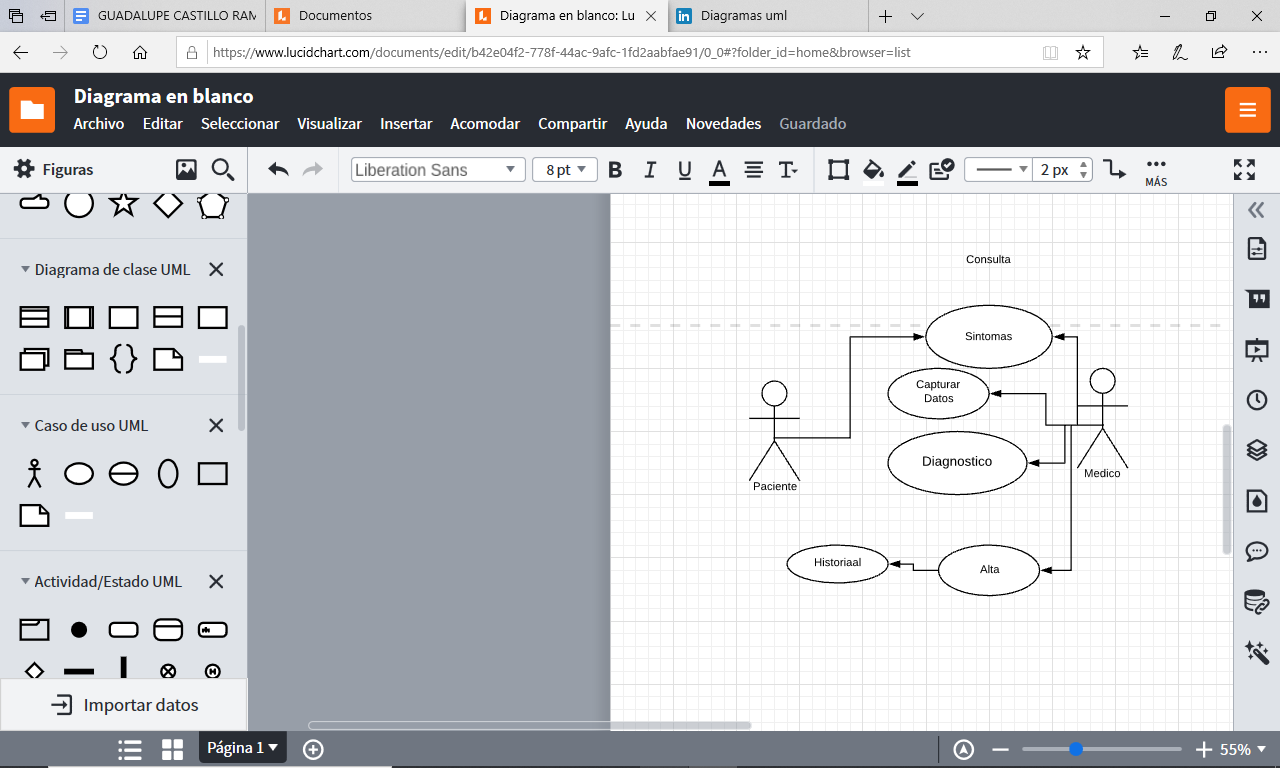 GUADALUPE CASTILLO RAM
Documentos
Diagrama en blanco: Lu
Diagramas uml
https://www.lucidchart.com/documents/edit/b42e04f2-778f-44ac-9afc-1fd2aabfae91/0_0#?folder_id=home&browser=list
Diagrama en blanco
Archivo Editar Seleccionar Visualizar Insertar Acomodar Compartir Ayuda Novedades Guardado
Figuras
Liberation Sans
8 pt
B I U A T
2 px
MÁS
Diagrama de clase UML
Caso de uso UML
Actividad/Estado UML
Importar datos
Consulta
Sintomas
Capturar
Datos
Diagnostico
Paciente
Medico
Historiaal
Alta
Página 1
55%